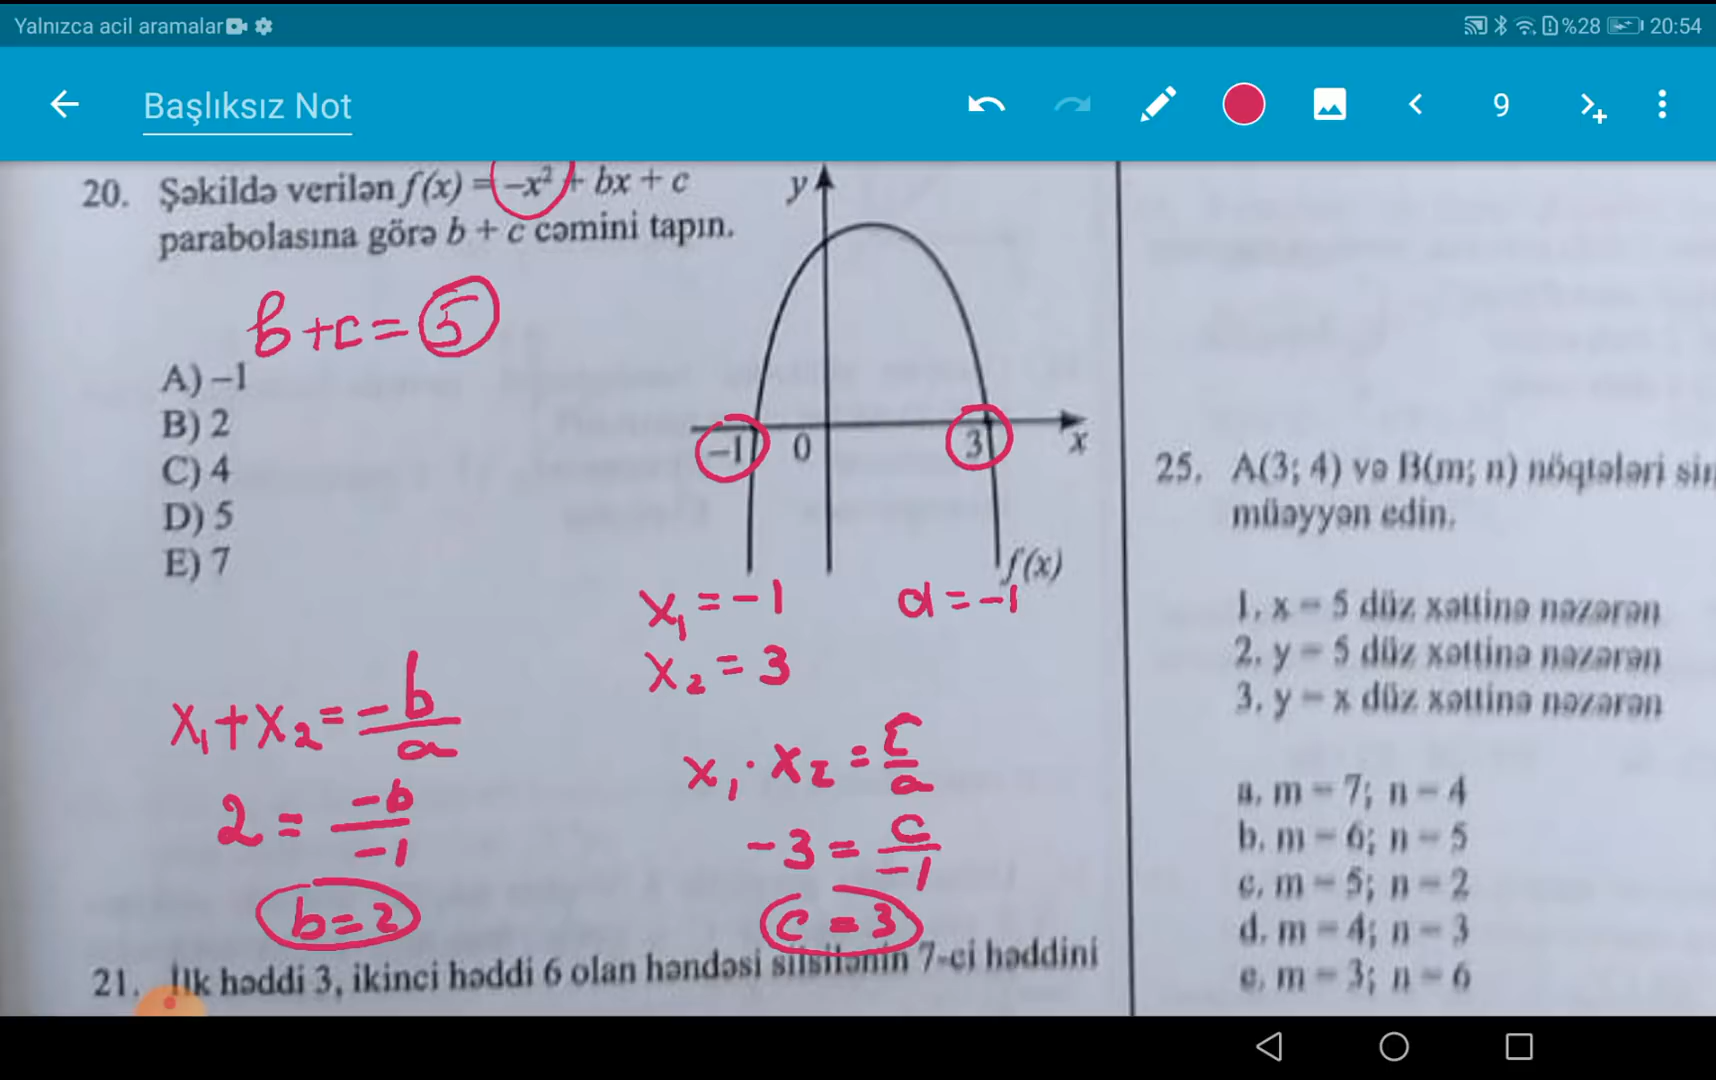 Yalnızca acil aramalar
%28 20:54
Başlıksız Not
9
20. Şəkildə verilən f(x) = –x² + bx + c
parabolasına görə b + c cəmini tapın.
b+c=5
A) –1
B) 2
C) 4
D) 5
E) 7
y
–1 0 3 x
f(x)
x₁ = -1 a = -1
x₂ = 3
x₁+x₂=-b/a
2 = -b/-1
b=2
x₁·x₂=c/a
-3 = c/-1
c = 3
21. İlk həddi 3, ikinci həddi 6 olan həndəsi silsilənin 7-ci həddini
25. A(3; 4) və B(m; n) nöqtələri
müəyyən edin.
1. x = 5 düz xəttinə nəzərən
2. y = 5 düz xəttinə nəzərən
3. y = x düz xəttinə nəzərən
a. m = 7; n = 4
b. m = 6; n = 5
c. m = 5; n = 2
d. m = 4; n = 3
e. m = 3; n = 6